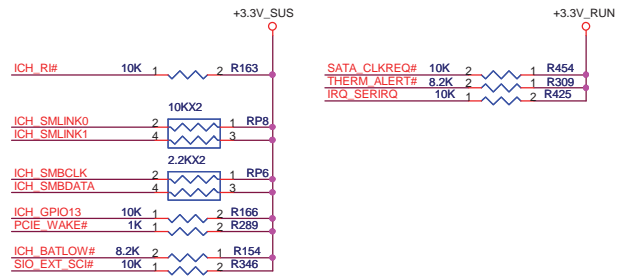 +3.3V_SUS
ICH_RI# 10K 1 2 R163
10KX2
ICH_SMLINK0 2 1 RP8
ICH_SMLINK1 4 3
2.2KX2
ICH_SMBCLK 2 1 RP6
ICH_SMBDATA 4 3
ICH_GPIO13 10K 1 2 R166
PCIE_WAKE# 1K 1 2 R289
ICH_BATLOW# 8.2K 2 1 R154
SIO_EXT_SCI# 10K 1 2 R346
+3.3V_RUN
SATA_CLKREQ# 10K 2 1 R454
THERM_ALERT# 8.2K 2 1 R309
IRQ_SERIRQ 10K 1 2 R425